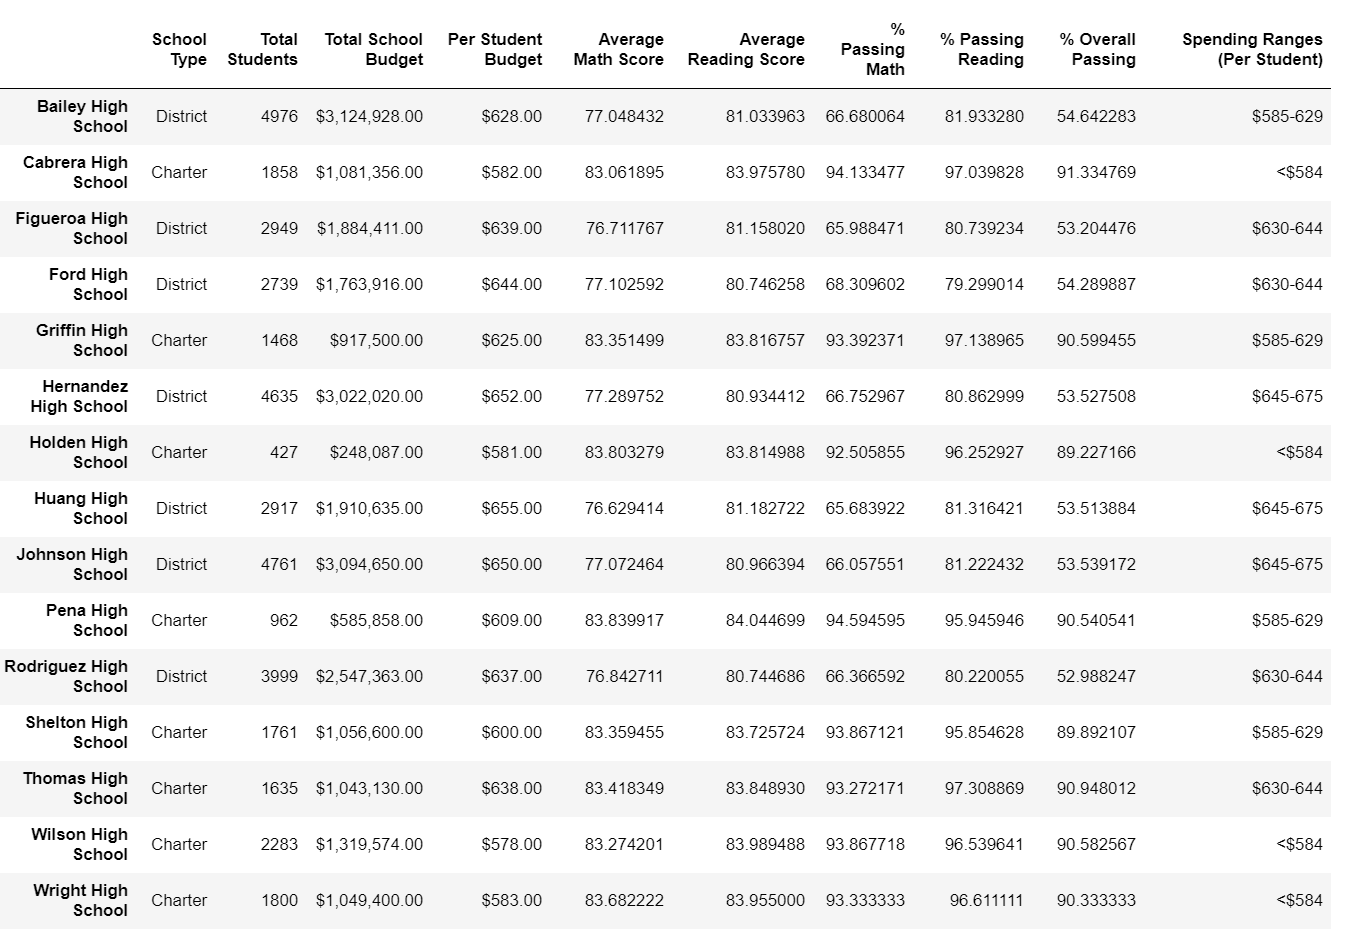 School Type Total Students Total School Budget Per Student Budget Average Math Score Average Reading Score % Passing Math % Passing Reading % Overall Passing Spending Ranges (Per Student)
Bailey High School District 4976 $3,124,928.00 $628.00 77.048432 81.033963 66.680064 81.933280 54.642283 $585-629
Cabrera High School Charter 1858 $1,081,356.00 $582.00 83.061895 83.975780 94.133477 97.039828 91.334769 <$584
Figueroa High School District 2949 $1,884,411.00 $639.00 76.711767 81.158020 65.988471 80.739234 53.204476 $630-644
Ford High School District 2739 $1,763,916.00 $644.00 77.102592 80.746258 68.309602 79.299014 54.289887 $630-644
Griffin High School Charter 1468 $917,500.00 $625.00 83.351499 83.816757 93.392371 97.138965 90.599455 $585-629
Hernandez High School District 4635 $3,022,020.00 $652.00 77.289752 80.934412 66.752967 80.862999 53.527508 $645-675
Holden High School Charter 427 $248,087.00 $581.00 83.803279 83.814988 92.505855 96.252927 89.227166 <$584
Huang High School District 2917 $1,910,635.00 $655.00 76.629414 81.182722 65.683922 81.316421 53.513884 $645-675
Johnson High School District 4761 $3,094,650.00 $650.00 77.072464 80.966394 66.057551 81.222432 53.539172 $645-675
Pena High School Charter 962 $585,858.00 $609.00 83.839917 84.044699 94.594595 95.945946 90.540541 $585-629
Rodriguez High School District 3999 $2,547,363.00 $637.00 76.842711 80.744686 66.366592 80.220055 52.988247 $630-644
Shelton High School Charter 1761 $1,056,600.00 $600.00 83.359455 83.725724 93.867121 95.854628 89.892107 $585-629
Thomas High School Charter 1635 $1,043,130.00 $638.00 83.418349 83.848930 93.272171 97.308869 90.948012 $630-644
Wilson High School Charter 2283 $1,319,574.00 $578.00 83.274201 83.989488 93.867718 96.539641 90.582567 <$584
Wright High School Charter 1800 $1,049,400.00 $583.00 83.682222 83.955000 93.333333 96.611111 90.333333 <$584